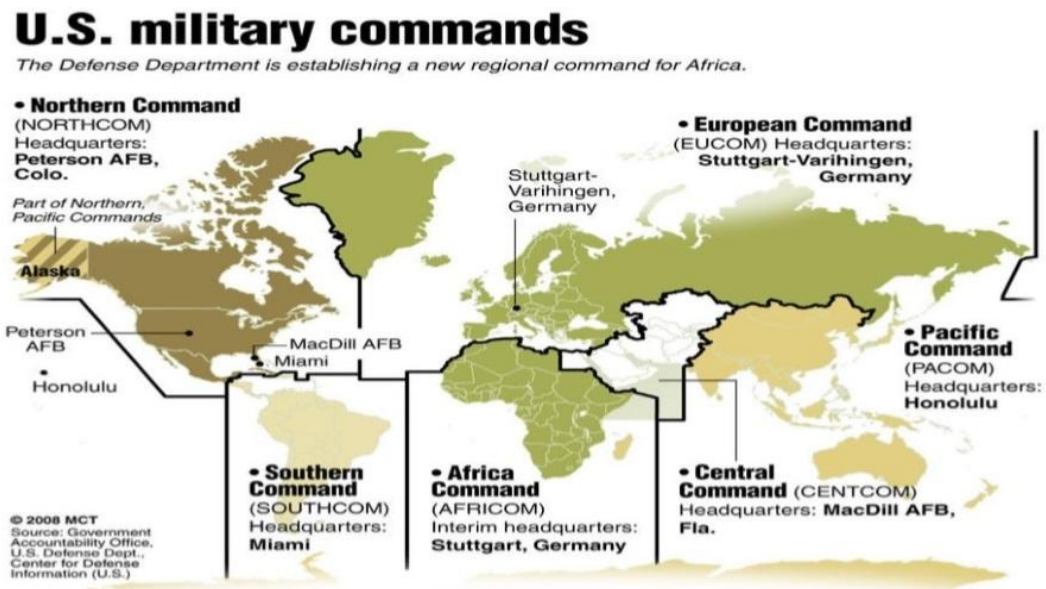 U.S. military commands
The Defense Department is establishing a new regional command for Africa.
• Northern Command
(NORTHCOM)
Headquarters:
Peterson AFB,
Colo.
Part of Northern,
Pacific Commands
Alaska
Peterson
AFB
Honolulu
MacDill AFB
Miami
Stuttgart-
Varihingen,
Germany
• European Command
(EUCOM) Headquarters:
Stuttgart-Varihingen,
Germany
• Pacific
Command
(PACOM)
Headquarters:
Honolulu
• Southern
Command
(SOUTHCOM)
Headquarters:
Miami
• Africa
Command
(AFRICOM)
Interim headquarters:
Stuttgart, Germany
• Central
Command (CENTCOM)
Headquarters: MacDill AFB,
Fla.
© 2008 MCT
Source: Government
Accountability Office,
U.S. Defense Dept.,
Center for Defense
Information (U.S.)